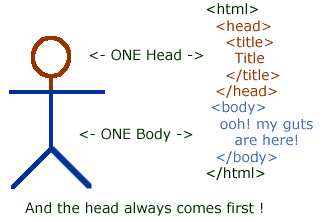 <html>
<head>
<- ONE Head -> <title>
Title
</title>
</head>
<body>
<- ONE Body -> ooh! my guts
are here!
</body>
</html>
And the head always comes first !